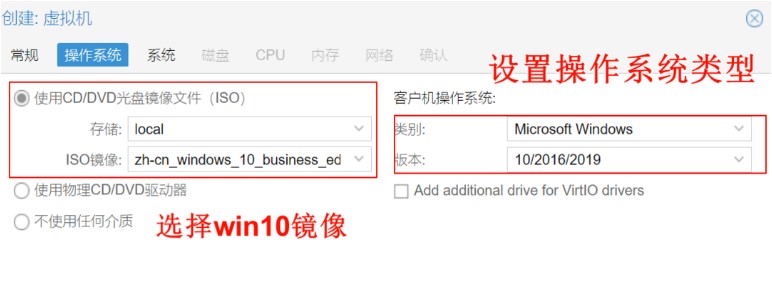 创建: 虚拟机
常规 操作系统 系统 磁盘 CPU 内存 网络 确认
设置操作系统类型
使用CD/DVD光盘镜像文件（ISO）
存储: local
ISO镜像: zh-cn_windows_10_business_ed
使用物理CD/DVD驱动器
不使用任何介质
选择win10镜像
客户机操作系统:
类别: Microsoft Windows
版本: 10/2016/2019
Add additional drive for VirtIO drivers